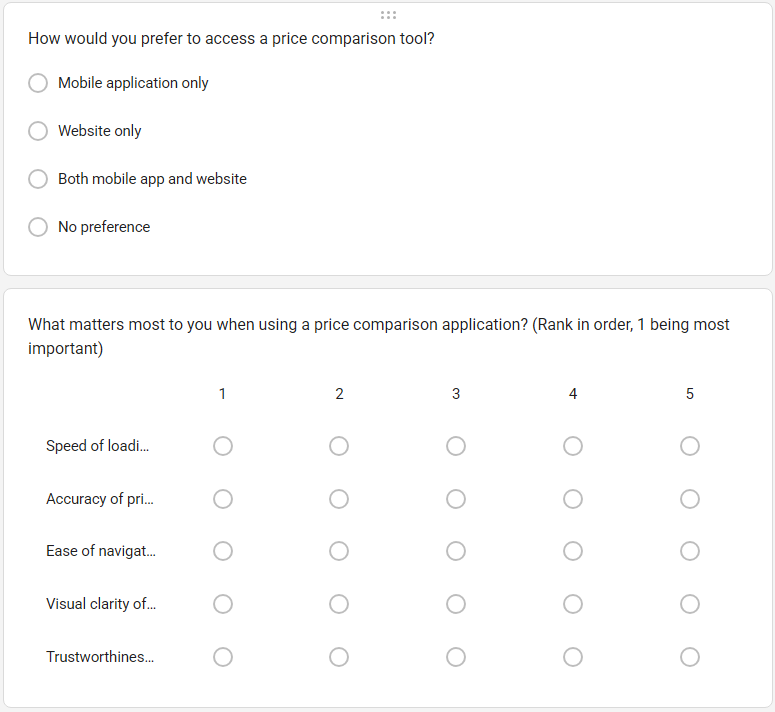 How would you prefer to access a price comparison tool?
Mobile application only
Website only
Both mobile app and website
No preference
What matters most to you when using a price comparison application? (Rank in order, 1 being most
important)
1 2 3 4 5
Speed of loadi...
Accuracy of pri...
Ease of navigat...
Visual clarity of...
Trustworthines...